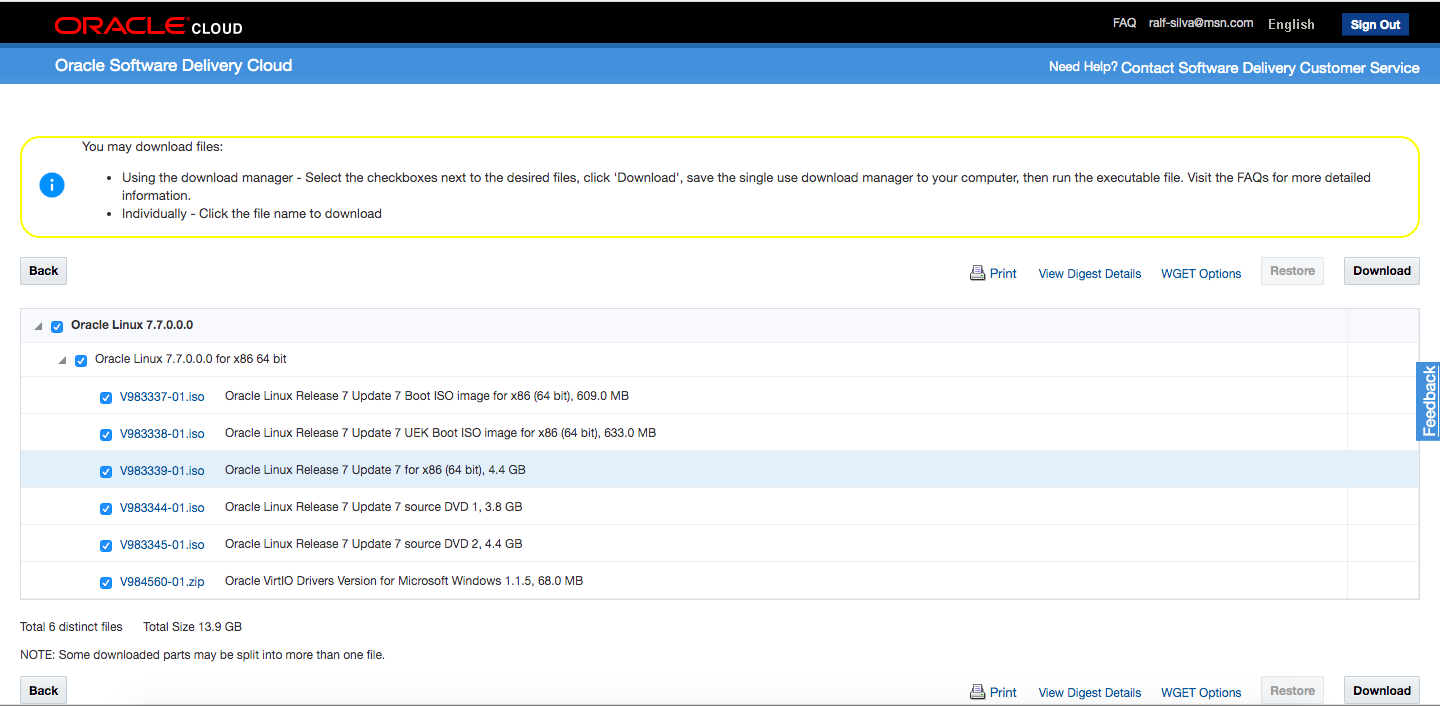 ORACLE CLOUD FAQ ralf-silva@msn.com English Sign Out
Oracle Software Delivery Cloud Need Help? Contact Software Delivery Customer Service
You may download files:
• Using the download manager - Select the checkboxes next to the desired files, click 'Download', save the single use download manager to your computer, then run the executable file. Visit the FAQs for more detailed
information.
• Individually - Click the file name to download
Back Print View Digest Details WGET Options Restore Download
Oracle Linux 7.7.0.0.0
Oracle Linux 7.7.0.0.0 for x86 64 bit
V983337-01.iso Oracle Linux Release 7 Update 7 Boot ISO image for x86 (64 bit), 609.0 MB
V983338-01.iso Oracle Linux Release 7 Update 7 UEK Boot ISO image for x86 (64 bit), 633.0 MB
V983339-01.iso Oracle Linux Release 7 Update 7 for x86 (64 bit), 4.4 GB
V983344-01.iso Oracle Linux Release 7 Update 7 source DVD 1, 3.8 GB
V983345-01.iso Oracle Linux Release 7 Update 7 source DVD 2, 4.4 GB
V984560-01.zip Oracle VirtIO Drivers Version for Microsoft Windows 1.1.5, 68.0 MB
Feedback
Total 6 distinct files Total Size 13.9 GB
NOTE: Some downloaded parts may be split into more than one file.
Back Print View Digest Details WGET Options Restore Download